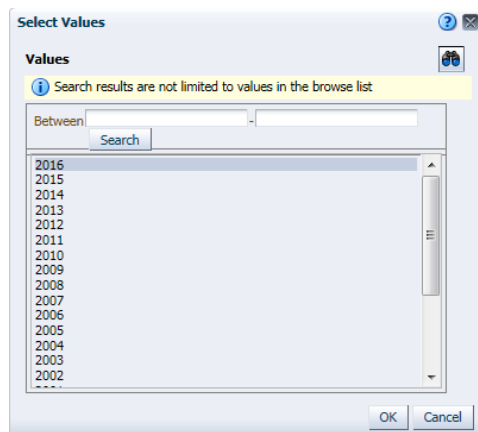 Select Values
Values
Search results are not limited to values in the browse list
Between -
Search
2016
2015
2014
2013
2012
2011
2010
2009
2008
2007
2006
2005
2004
2003
2002
OK Cancel